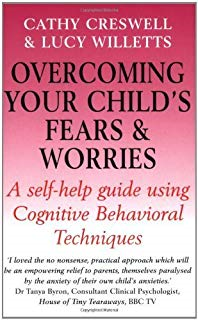 CATHY CRESWELL
& LUCY WILLETTS
OVERCOMING
YOUR CHILD'S
FEARS &
WORRIES
A self-help guide using
Cognitive Behavioral
Techniques
'I loved the no nonsense, practical approach which will
be an empowering relief to parents, themselves paralysed
by the anxiety of their own child's anxieties.'
Dr Tanya Byron, Consultant Clinical Psychologist,
House of Tiny Tearaways, BBC TV